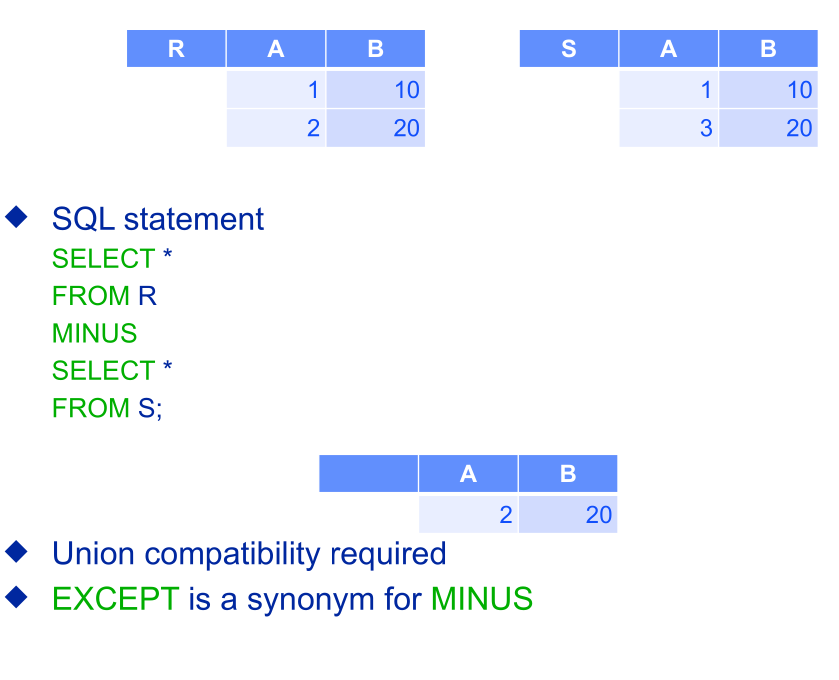 R A B S A B
1 10 1 10
2 20 3 20
◆ SQL statement
SELECT *
FROM R
MINUS
SELECT *
FROM S;
A B
2 20
◆ Union compatibility required
◆ EXCEPT is a synonym for MINUS